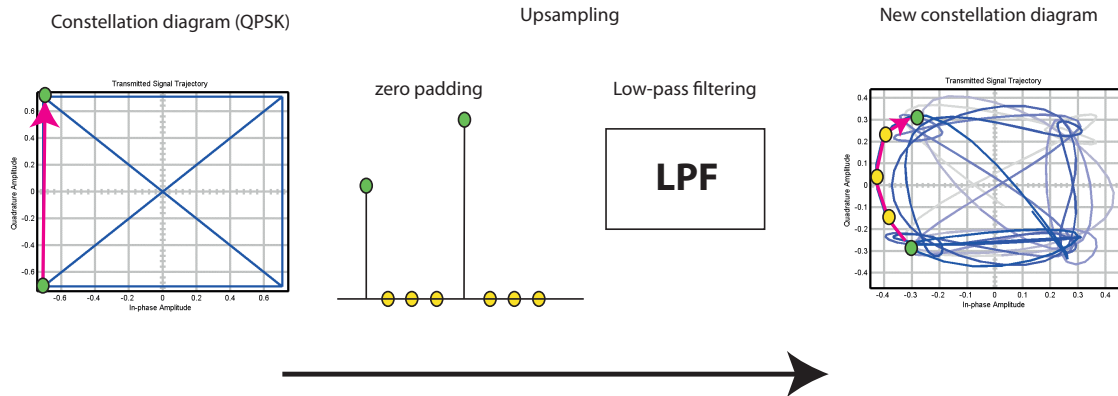 Constellation diagram (QPSK)
Upsampling
New constellation diagram
Transmitted Signal Trajectory
0.6
0.4
0.2
0
-0.2
-0.4
-0.6
Quadrature Amplitude
-0.6 -0.4 -0.2 0 0.2 0.4 0.6
In-phase Amplitude
zero padding
Low-pass filtering
LPF
Transmitted Signal Trajectory
0.4
0.3
0.2
0.1
0
-0.1
-0.2
-0.3
-0.4
Quadrature Amplitude
-0.4 -0.3 -0.2 -0.1 0 0.1 0.2 0.3 0.4
In-phase Amplitude